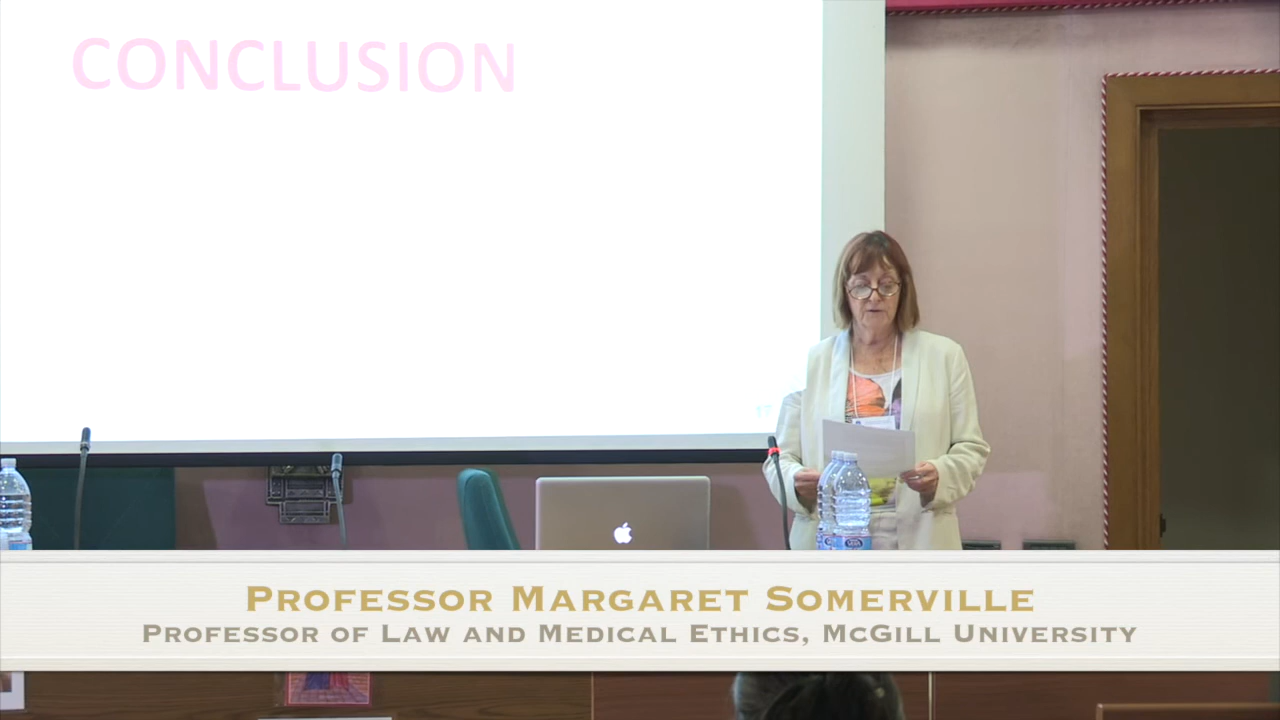 CONCLUSION
Professor Margaret Somerville
Professor of Law and Medical Ethics, McGill University